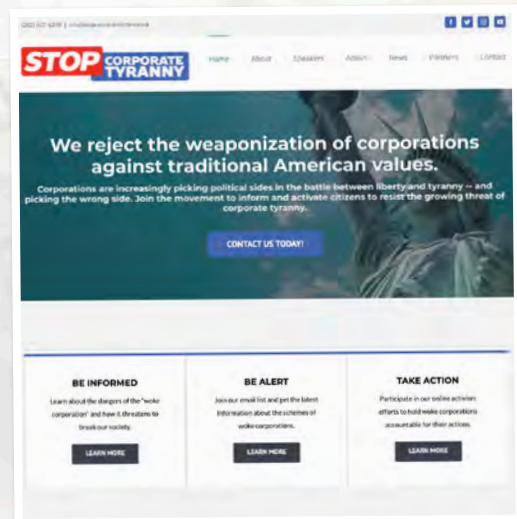 STOP CORPORATE
TYRANNY
Home About Speakers Action News Partners Contact
We reject the weaponization of corporations
against traditional American values.
Corporations are increasingly picking political sides in the battle between liberty and tyranny -- and
picking the wrong side. Join the movement to inform and activate citizens to resist the growing threat of
corporate tyranny.
CONTACT US TODAY!
BE INFORMED
Learn about the dangers of the "woke
corporation" and how it threatens to
break our society.
LEARN MORE
BE ALERT
Join our email list and get the latest
information about the schemes of
woke corporations.
LEARN MORE
TAKE ACTION
Participate in our online activism
efforts to hold woke corporations
accountable for their actions.
LEARN MORE